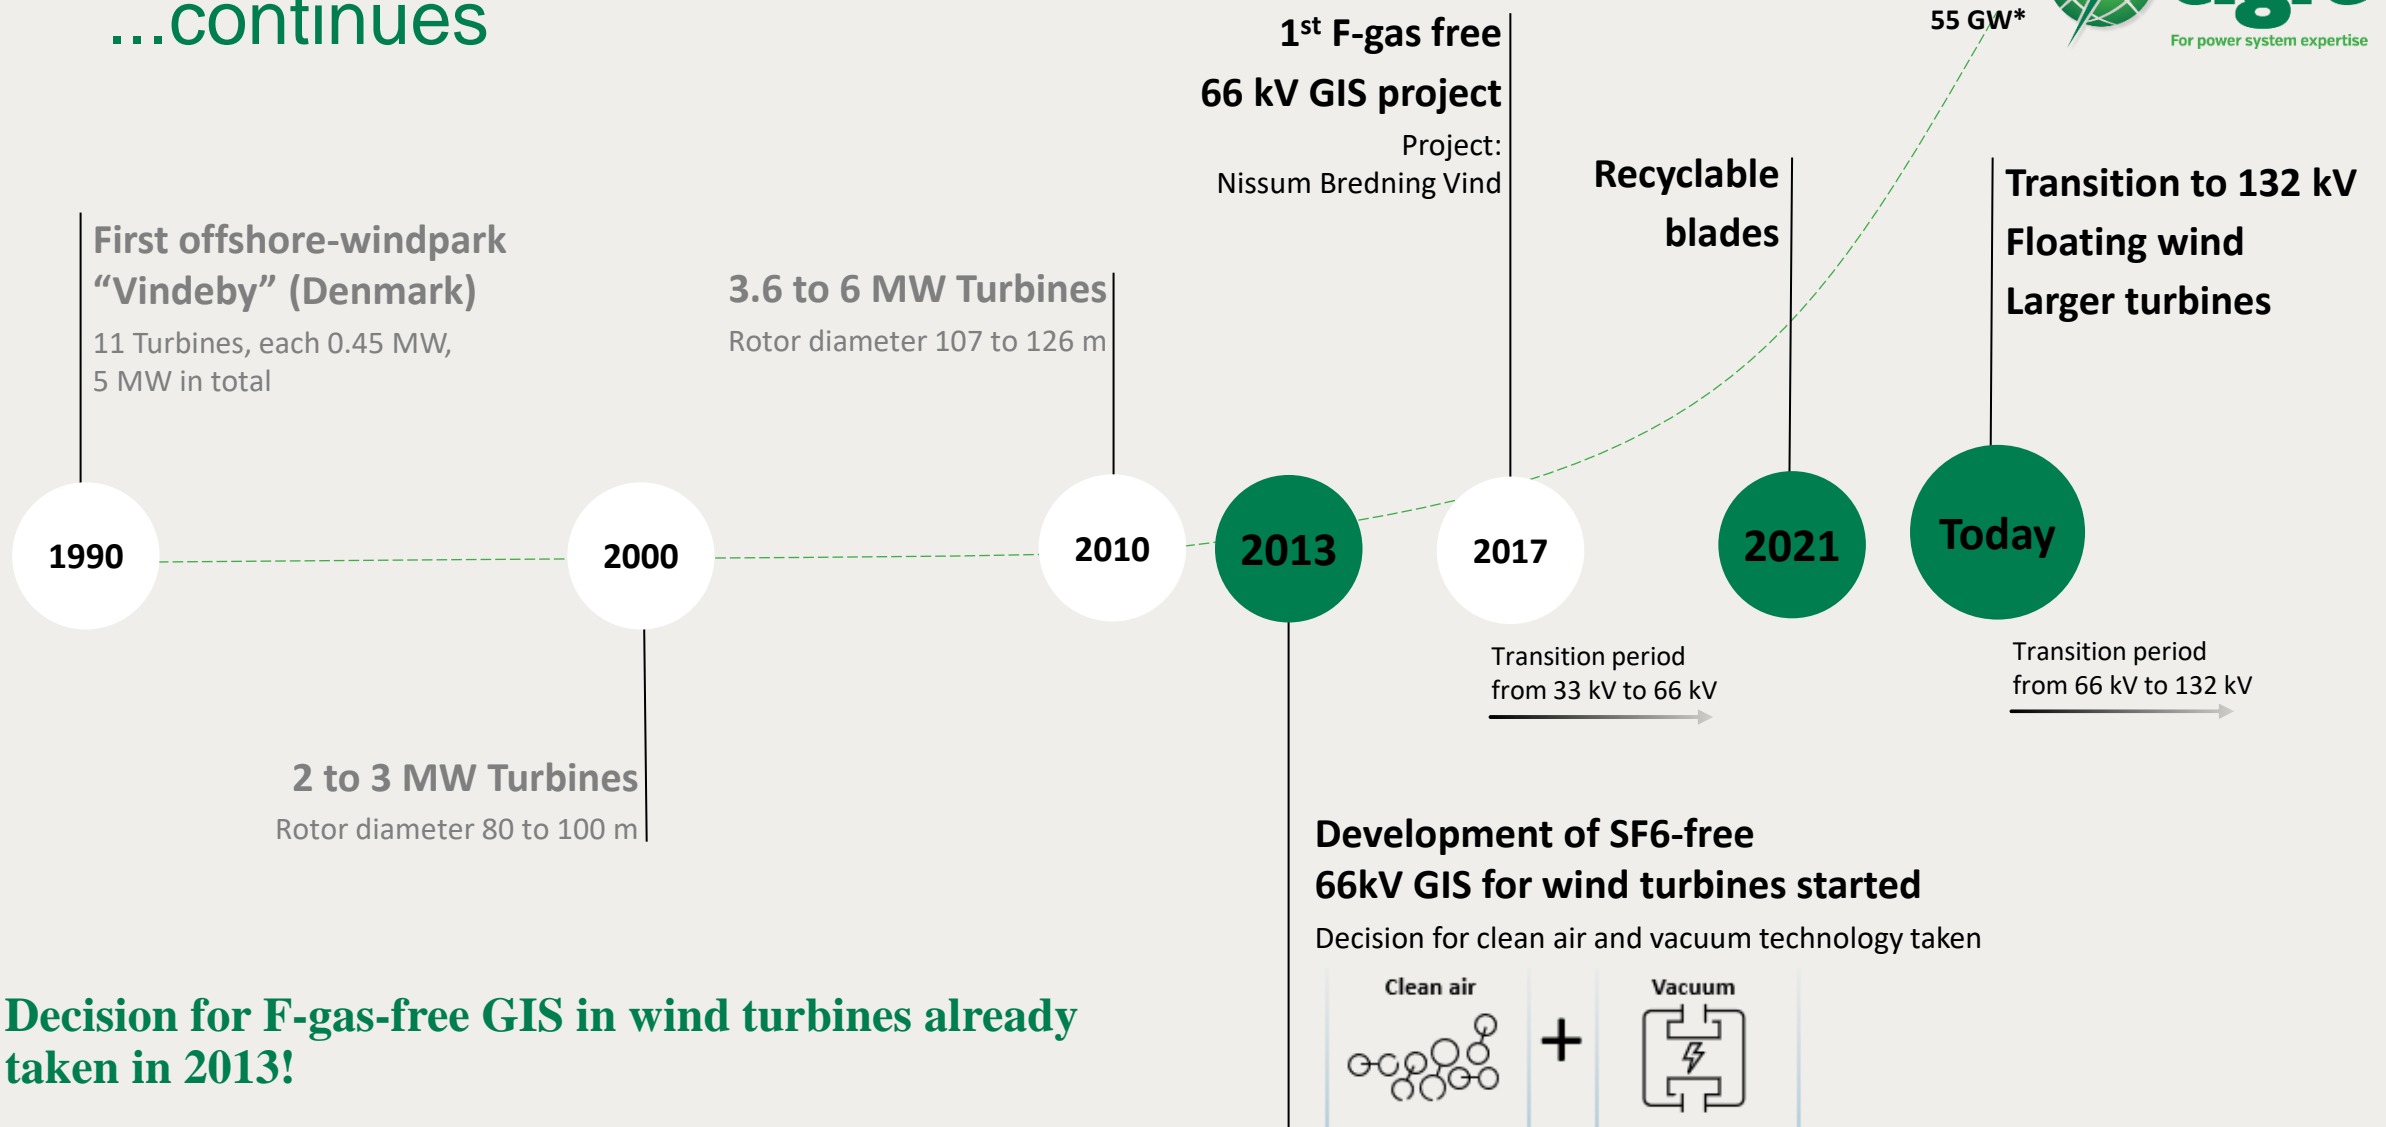 ...continues
55 GW*
For power system expertise
1st F-gas free
66 kV GIS project
Project:
Nissum Bredning Vind
Recyclable
blades
Transition to 132 kV
Floating wind
Larger turbines
First offshore-windpark
“Vindeby” (Denmark)
11 Turbines, each 0.45 MW,
5 MW in total
3.6 to 6 MW Turbines
Rotor diameter 107 to 126 m
1990
2000
2010
2013
2017
2021
Today
Transition period
from 33 kV to 66 kV
Transition period
from 66 kV to 132 kV
2 to 3 MW Turbines
Rotor diameter 80 to 100 m
Development of SF6-free
66kV GIS for wind turbines started
Decision for clean air and vacuum technology taken
Clean air
+
Vacuum
Decision for F-gas-free GIS in wind turbines already
taken in 2013!